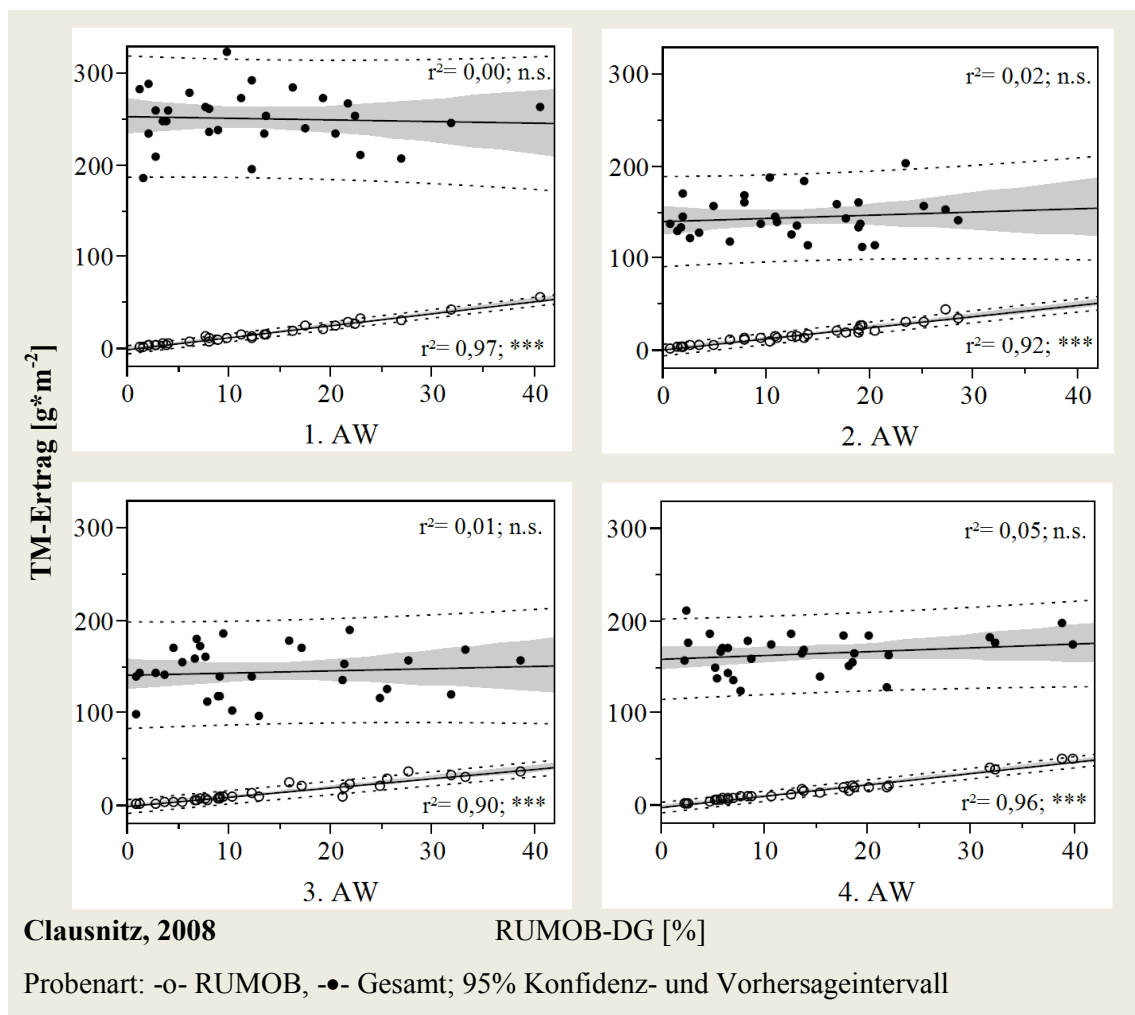 TM-Ertrag [g*m⁻²]
300
200
100
0
r²= 0,00; n.s.
r²= 0,97; ***
0 10 20 30 40
1. AW
300
200
100
0
r²= 0,02; n.s.
r²= 0,92; ***
0 10 20 30 40
2. AW
300
200
100
0
r²= 0,01; n.s.
r²= 0,90; ***
0 10 20 30 40
3. AW
300
200
100
0
r²= 0,05; n.s.
r²= 0,96; ***
0 10 20 30 40
4. AW
Clausnitz, 2008 RUMOB-DG [%]
Probenart: -o- RUMOB, -●- Gesamt; 95% Konfidenz- und Vorhersageintervall